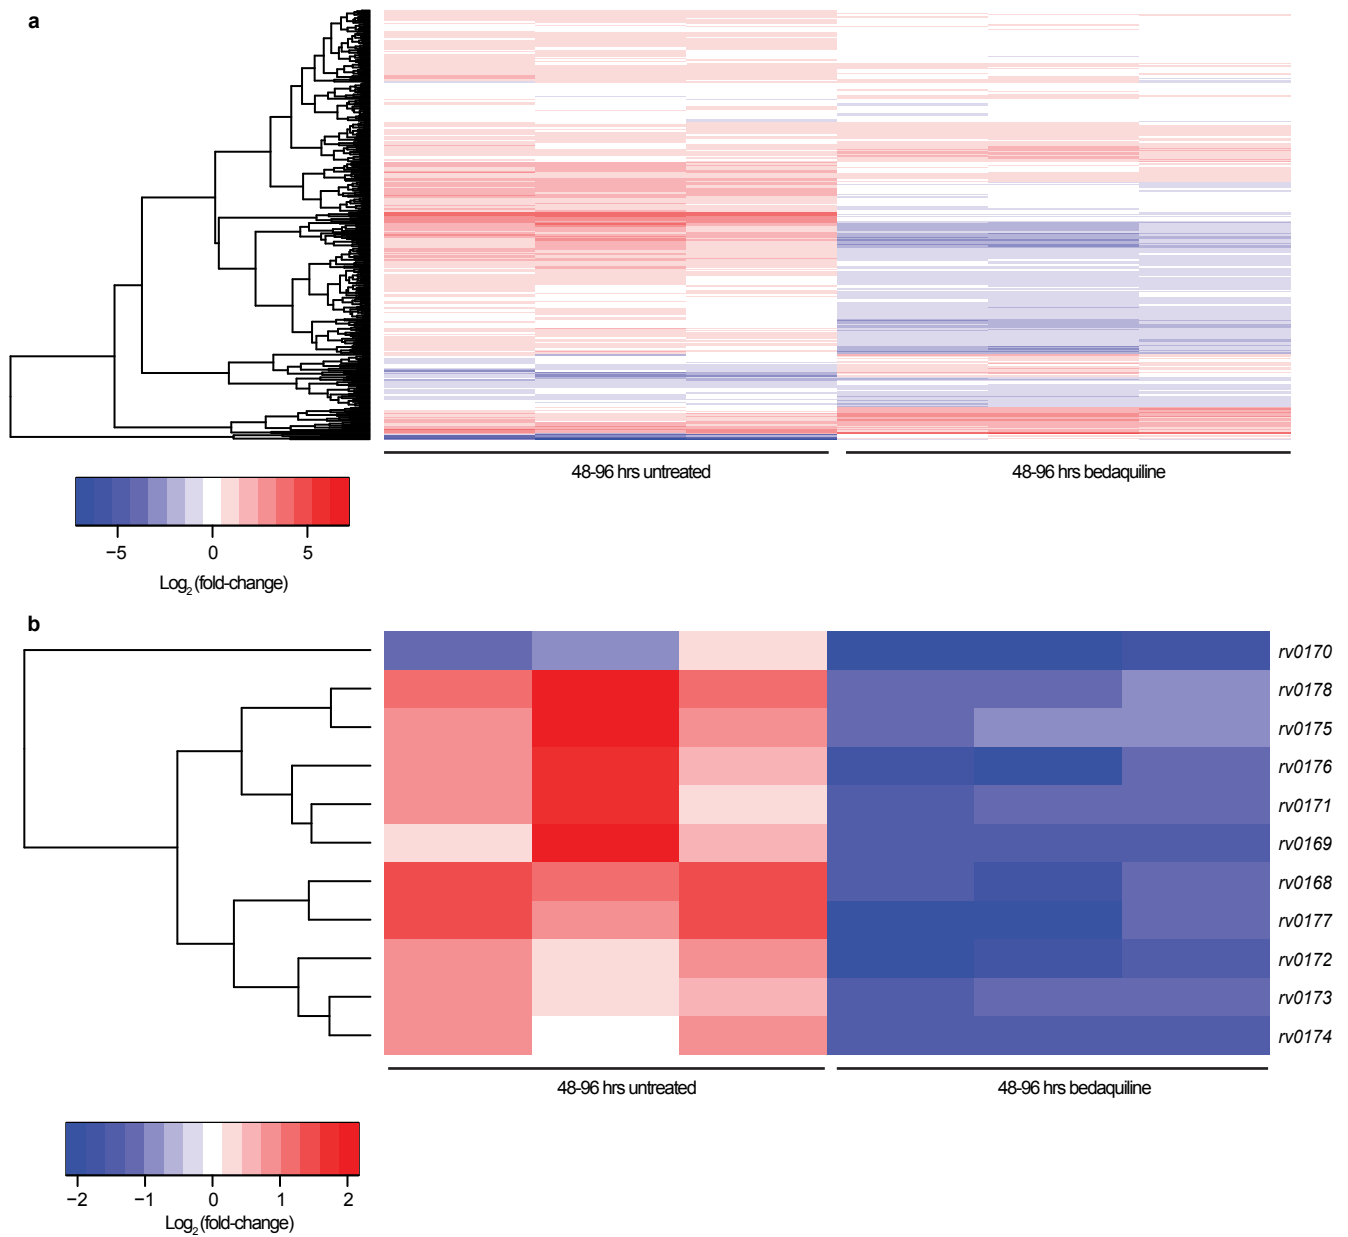 a
48-96 hrs untreated
48-96 hrs bedaquiline
−5 0 5
Log₂ (fold-change)
b
rv0170
rv0178
rv0175
rv0176
rv0171
rv0169
rv0168
rv0177
rv0172
rv0173
rv0174
48-96 hrs untreated
48-96 hrs bedaquiline
−2 −1 0 1 2
Log₂ (fold-change)